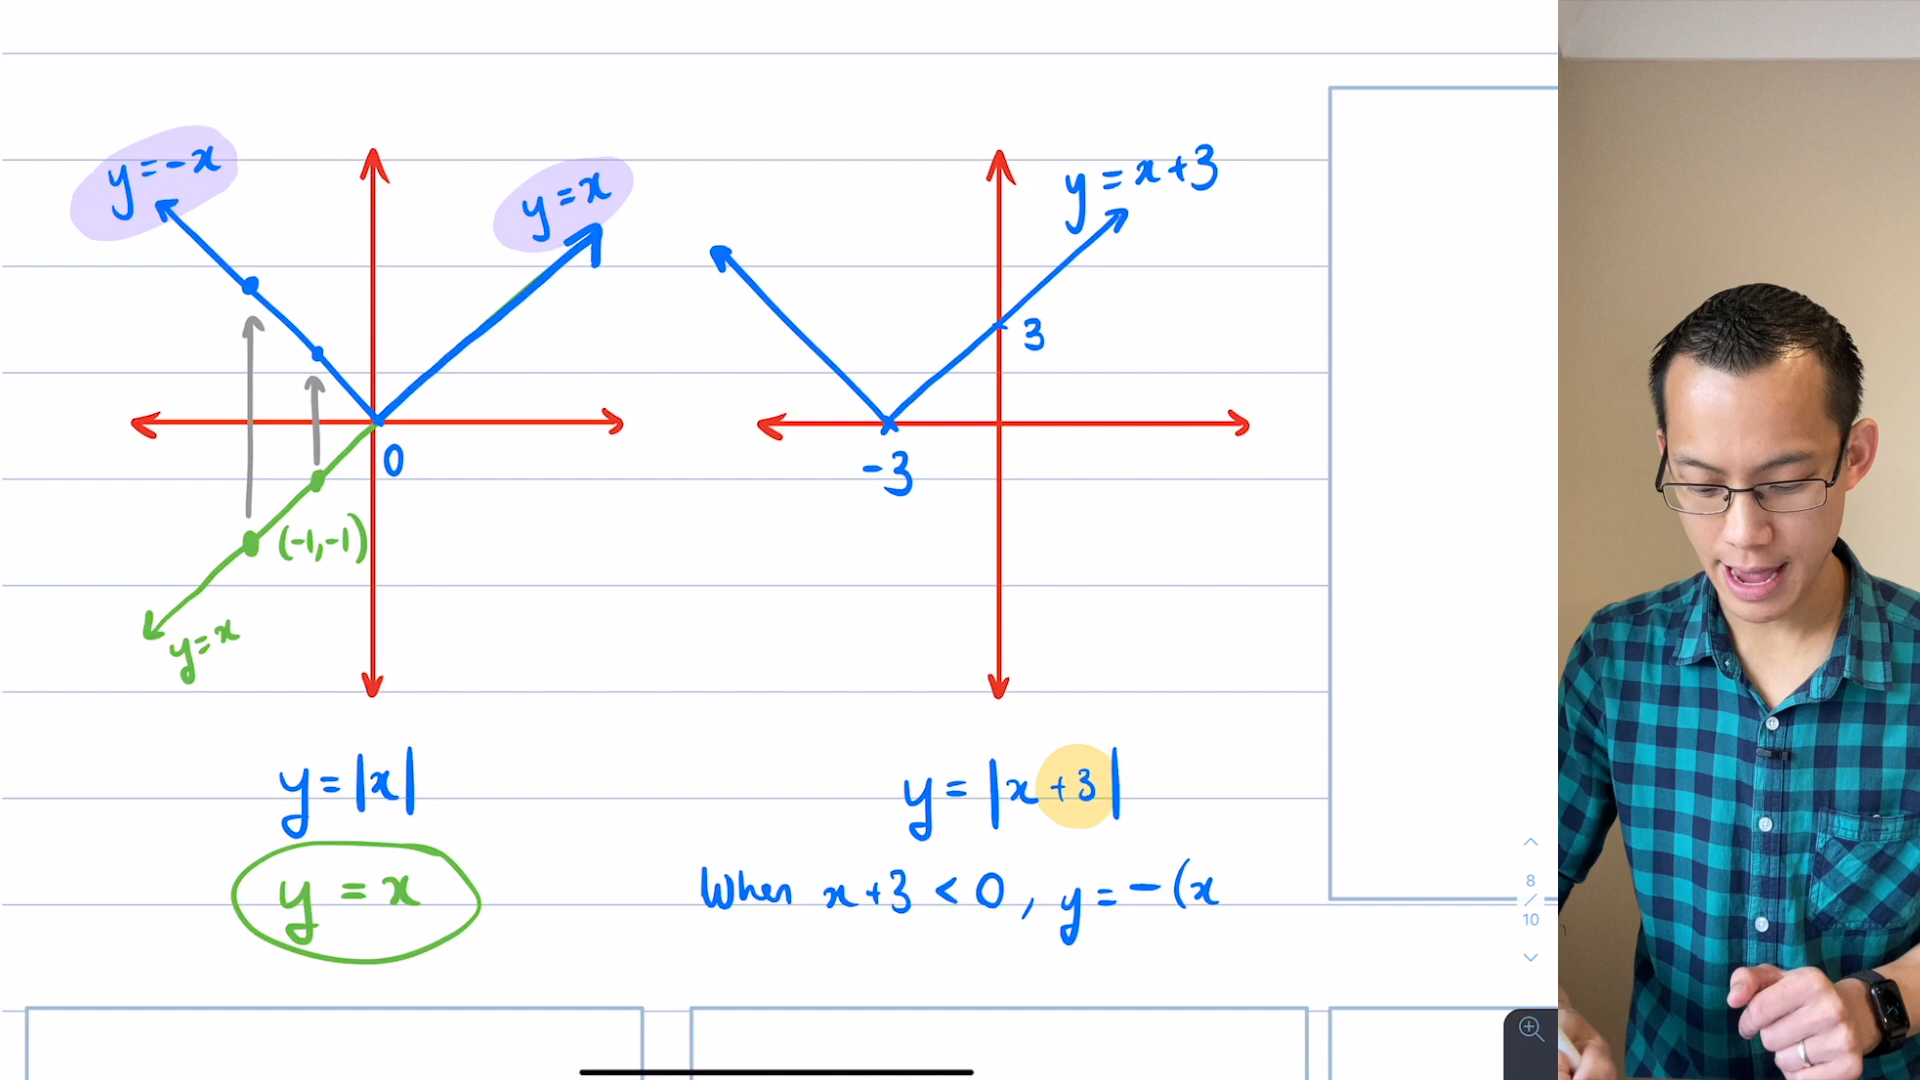 y=-x
y=x
y=x+3
3
0
-3
(-1,-1)
y=x
y=|x|
y=|x+3|
y=x
When x+3<0, y=-(x
8
/
10